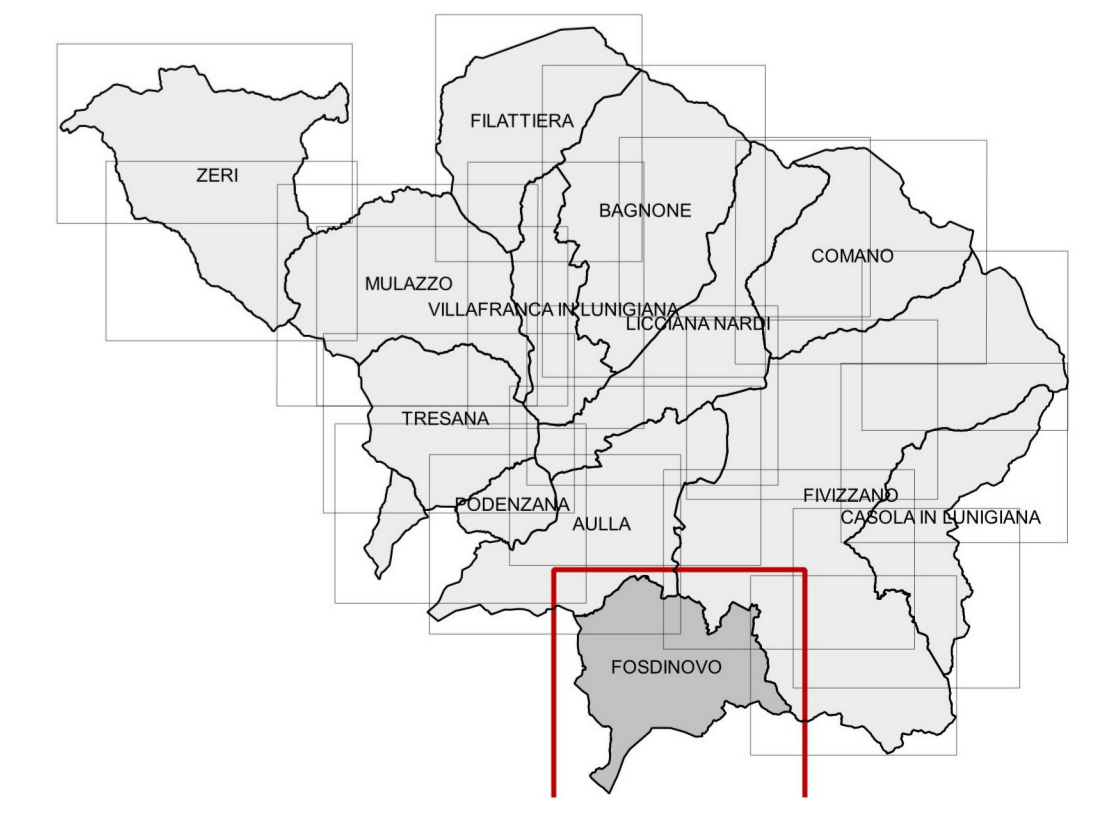 FILATTIERA
ZERI
BAGNONE
COMANO
MULAZZO
VILLAFRANCA IN LUNIGIANA
LICCIANA NARDI
TRESANA
FIVIZZANO
PODENZANA
CASOLA IN LUNIGIANA
AULLA
FOSDINOVO